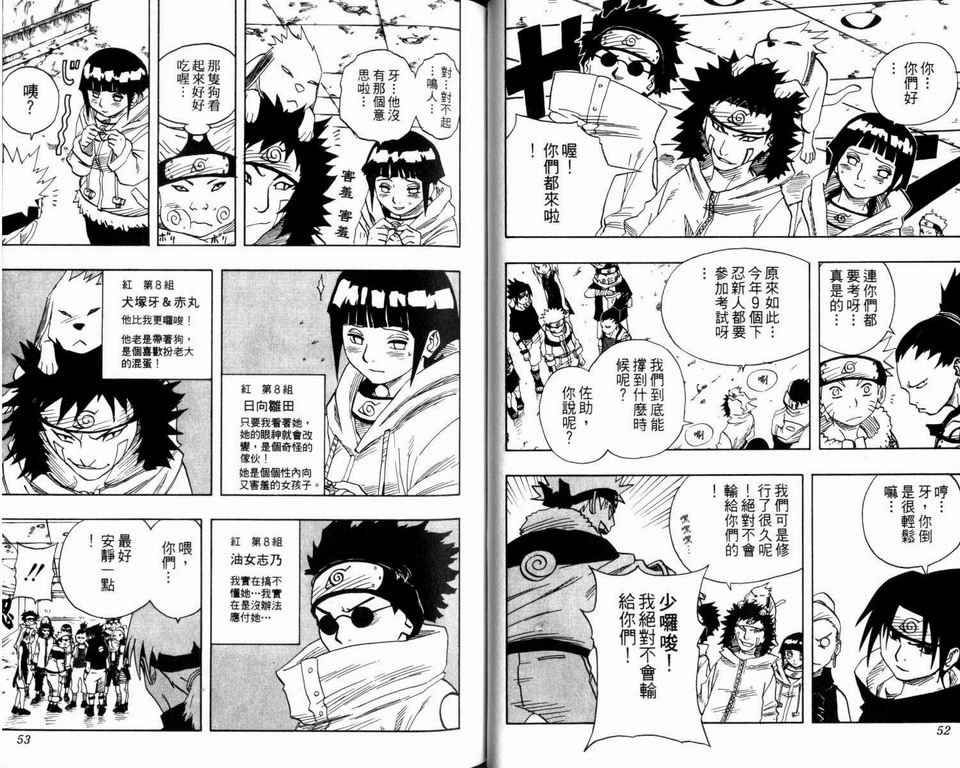 你…
你們好
…
喔！
你們都來啦
連你們都
要考呀…
真是的…
原來如此…
今年9個下
忍新人都要
參加考試呀
…
唰
唰
我們到底能
撐到什麼時
候呢？
佐助，
你說呢？
哼…
牙，你倒
是很輕鬆
嘛…
我們可是修
行了很久呢
！絕對不會
輸給你們的
！
嘿嘿嘿…
少囉唆！
我絕對不會輸
給你們！
52
對…對不起
…鳴人…
牙…他沒
有那個意
思啦…
害羞
害羞
那隻狗看
起來好好
吃喔…
ボリ
ボリ
咦？
紅　第8組
日向雛田
只要我看著她，
她的眼神就會改
變，是個奇怪的
傢伙！
她是個個性內向
又害羞的女孩子。
紅　第8組
犬塚牙＆赤丸
他比我更囉唆！
他老是帶著狗，
是個喜歡扮老大
的混蛋！
紅　第8組
油女志乃
我實在搞不
懂她…我實
在是沒辦法
應付她…
喂，
你們…
最好
安靜一點
！
!!
53